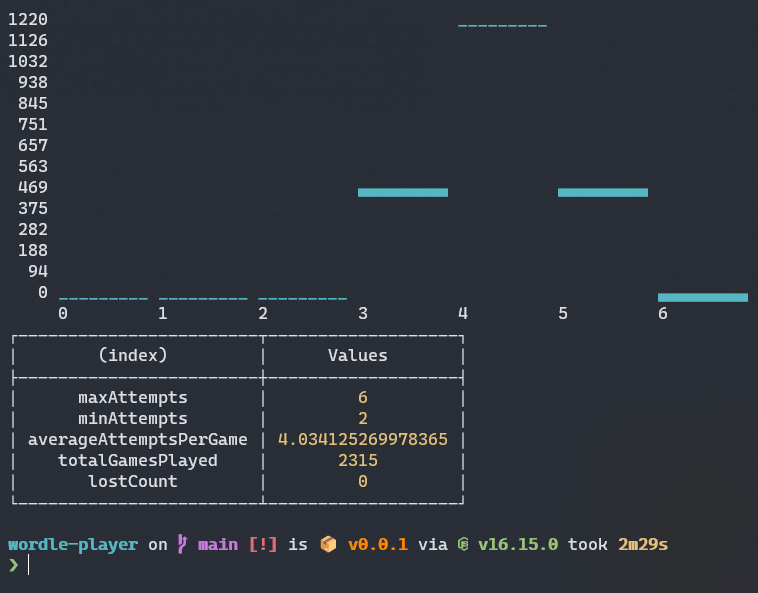 1220
1126
1032
938
845
751
657
563
469
375
282
188
94
0
0 1 2 3 4 5 6
(index) Values
maxAttempts 6
minAttempts 2
averageAttemptsPerGame 4.034125269978365
totalGamesPlayed 2315
lostCount 0
wordle-player on main [!] is 📦 v0.0.1 via v16.15.0 took 2m29s
❯